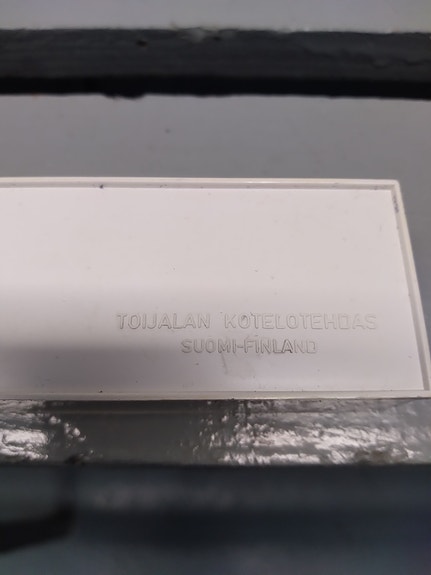 TOIJALAN KOTELOTEHDAS
SUOMI-FINLAND